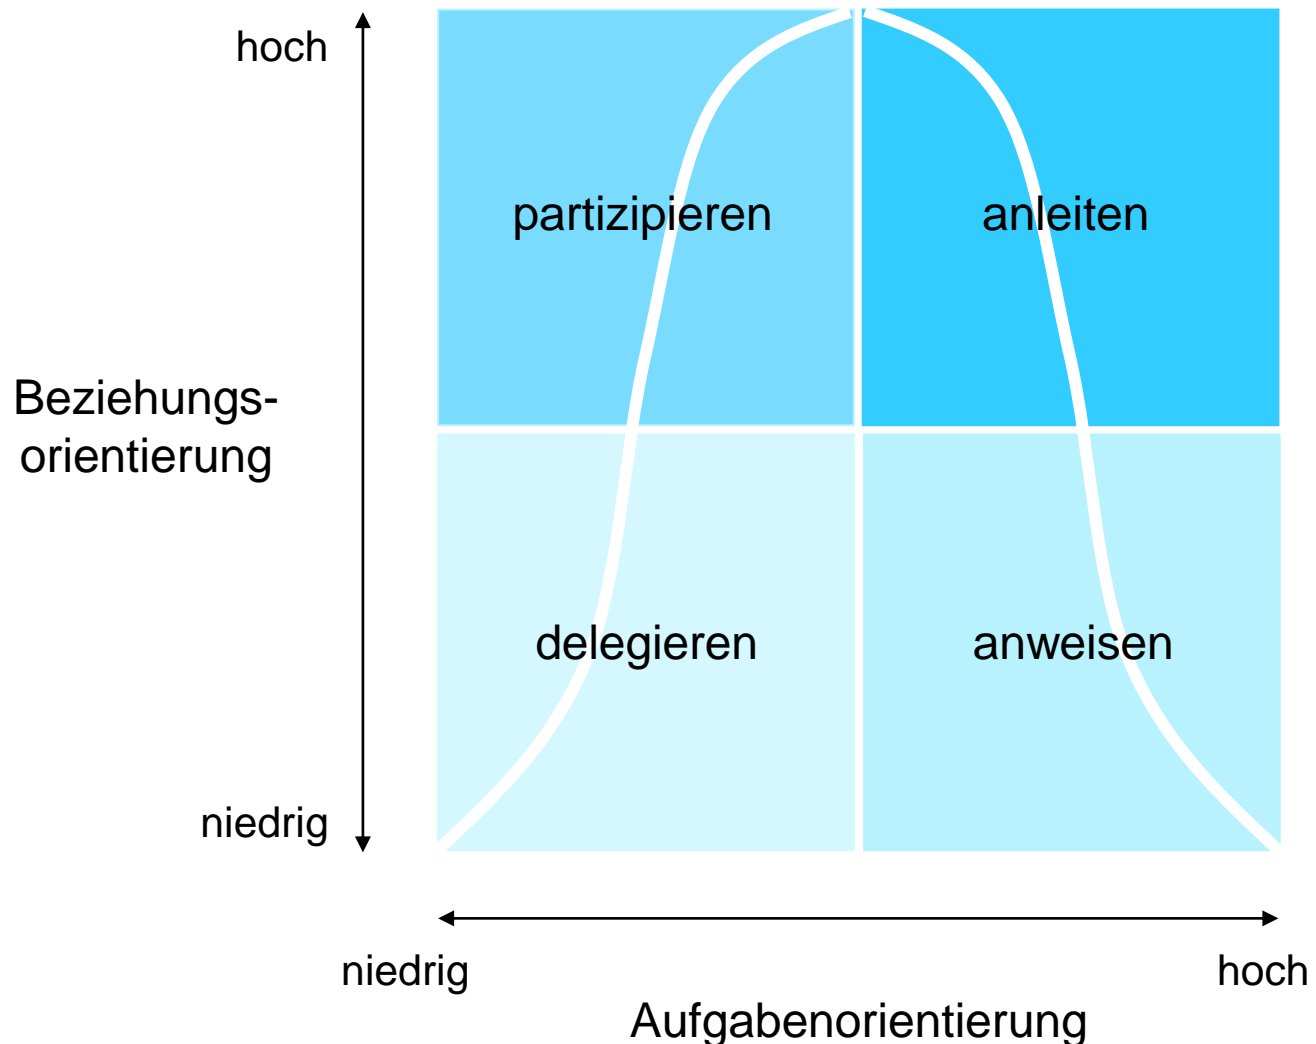 hoch
partizipieren
anleiten
Beziehungs-
orientierung
delegieren
anweisen
niedrig
niedrig
hoch
Aufgabenorientierung